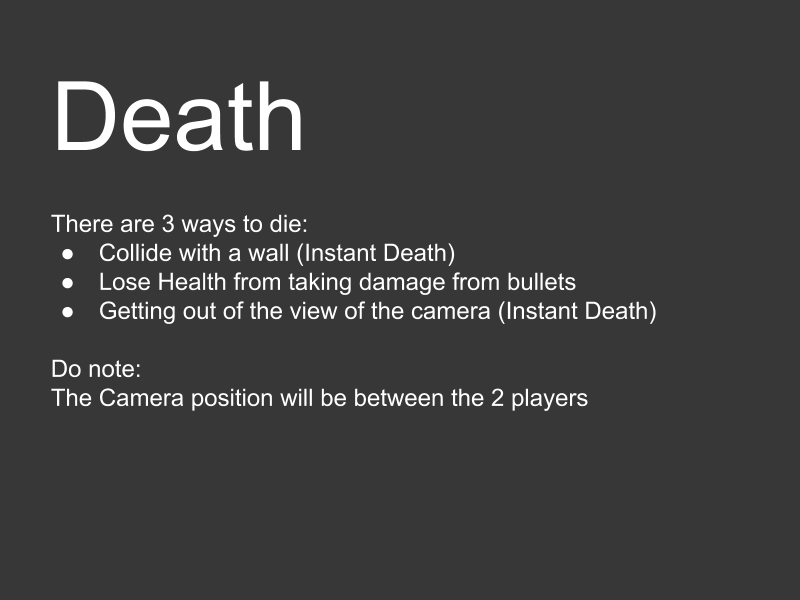 Death
There are 3 ways to die:
● Collide with a wall (Instant Death)
● Lose Health from taking damage from bullets
● Getting out of the view of the camera (Instant Death)
Do note:
The Camera position will be between the 2 players